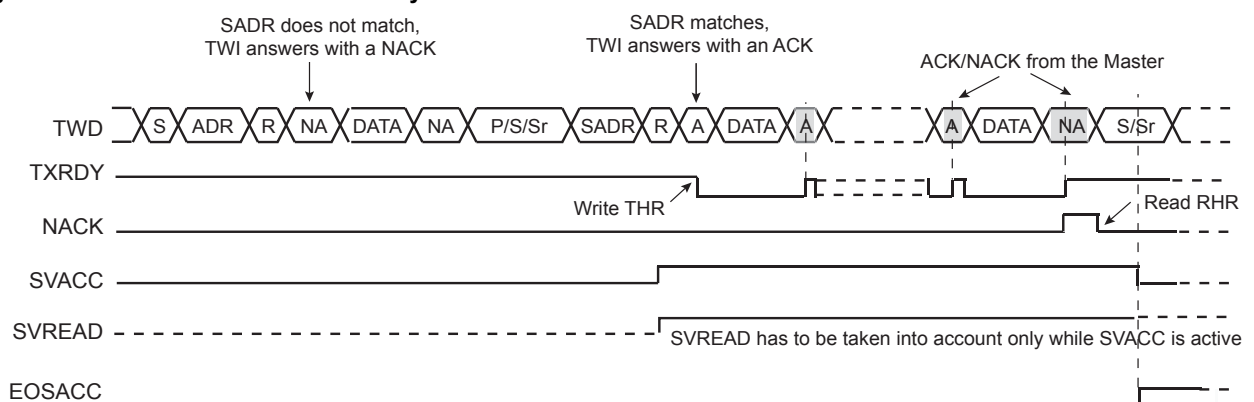 SADR does not match,
TWI answers with a NACK
SADR matches,
TWI answers with an ACK
ACK/NACK from the Master
TWD S ADR R NA DATA NA P/S/Sr SADR R A DATA A A DATA NA S/Sr
TXRDY
Write THR
Read RHR
NACK
SVACC
SVREAD
SVREAD has to be taken into account only while SVACC is active
EOSACC